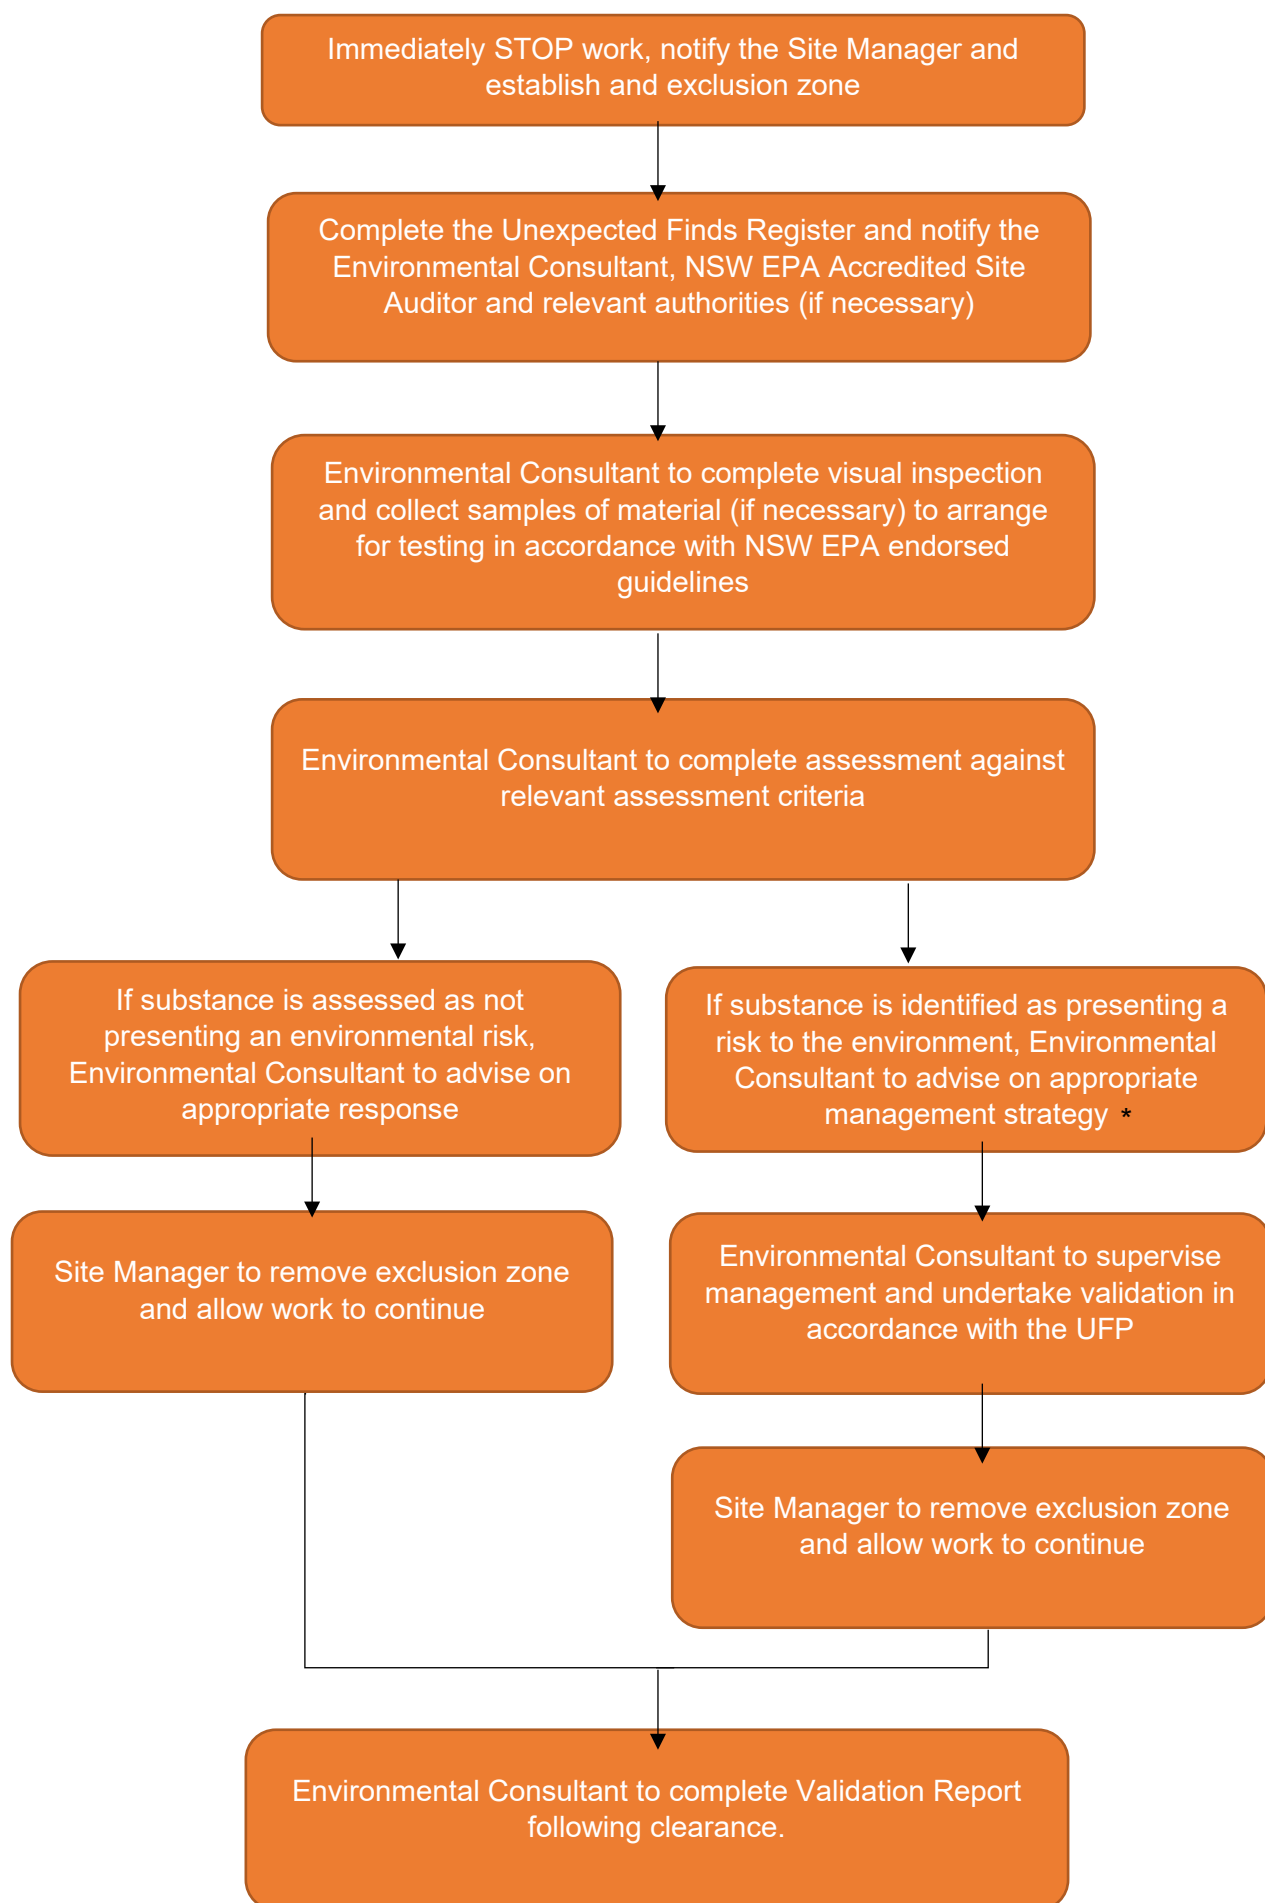 Immediately STOP work, notify the Site Manager and
establish and exclusion zone
Complete the Unexpected Finds Register and notify the
Environmental Consultant, NSW EPA Accredited Site
Auditor and relevant authorities (if necessary)
Environmental Consultant to complete visual inspection
and collect samples of material (if necessary) to arrange
for testing in accordance with NSW EPA endorsed
guidelines
Environmental Consultant to complete assessment against
relevant assessment criteria
If substance is assessed as not
presenting an environmental risk,
Environmental Consultant to advise on
appropriate response
If substance is identified as presenting a
risk to the environment, Environmental
Consultant to advise on appropriate
management strategy *
Site Manager to remove exclusion zone
and allow work to continue
Environmental Consultant to supervise
management and undertake validation in
accordance with the UFP
Site Manager to remove exclusion zone
and allow work to continue
Environmental Consultant to complete Validation Report
following clearance.